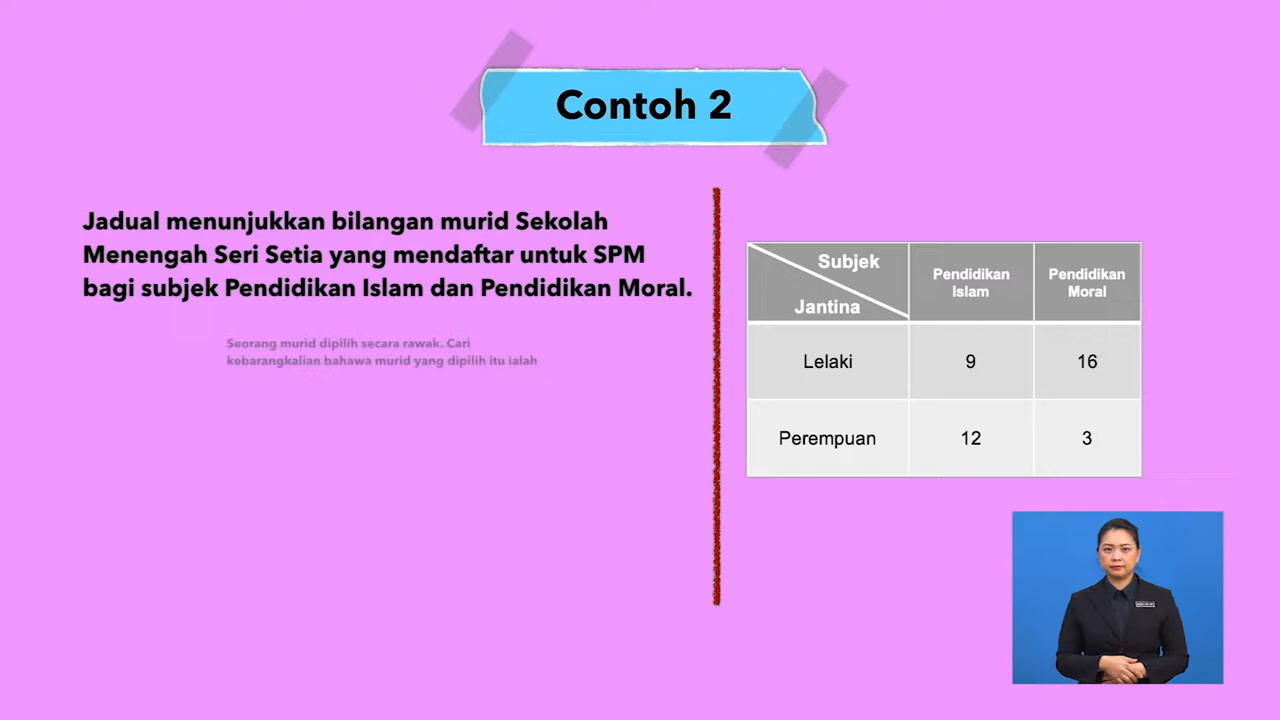 Contoh 2
Jadual menunjukkan bilangan murid Sekolah
Menengah Seri Setia yang mendaftar untuk SPM
bagi subjek Pendidikan Islam dan Pendidikan Moral.
Seorang murid dipilih secara rawak. Cari
kebarangkalian bahawa murid yang dipilih itu ialah
Subjek
Jantina
Pendidikan
Islam
Pendidikan
Moral
Lelaki 9 16
Perempuan 12 3